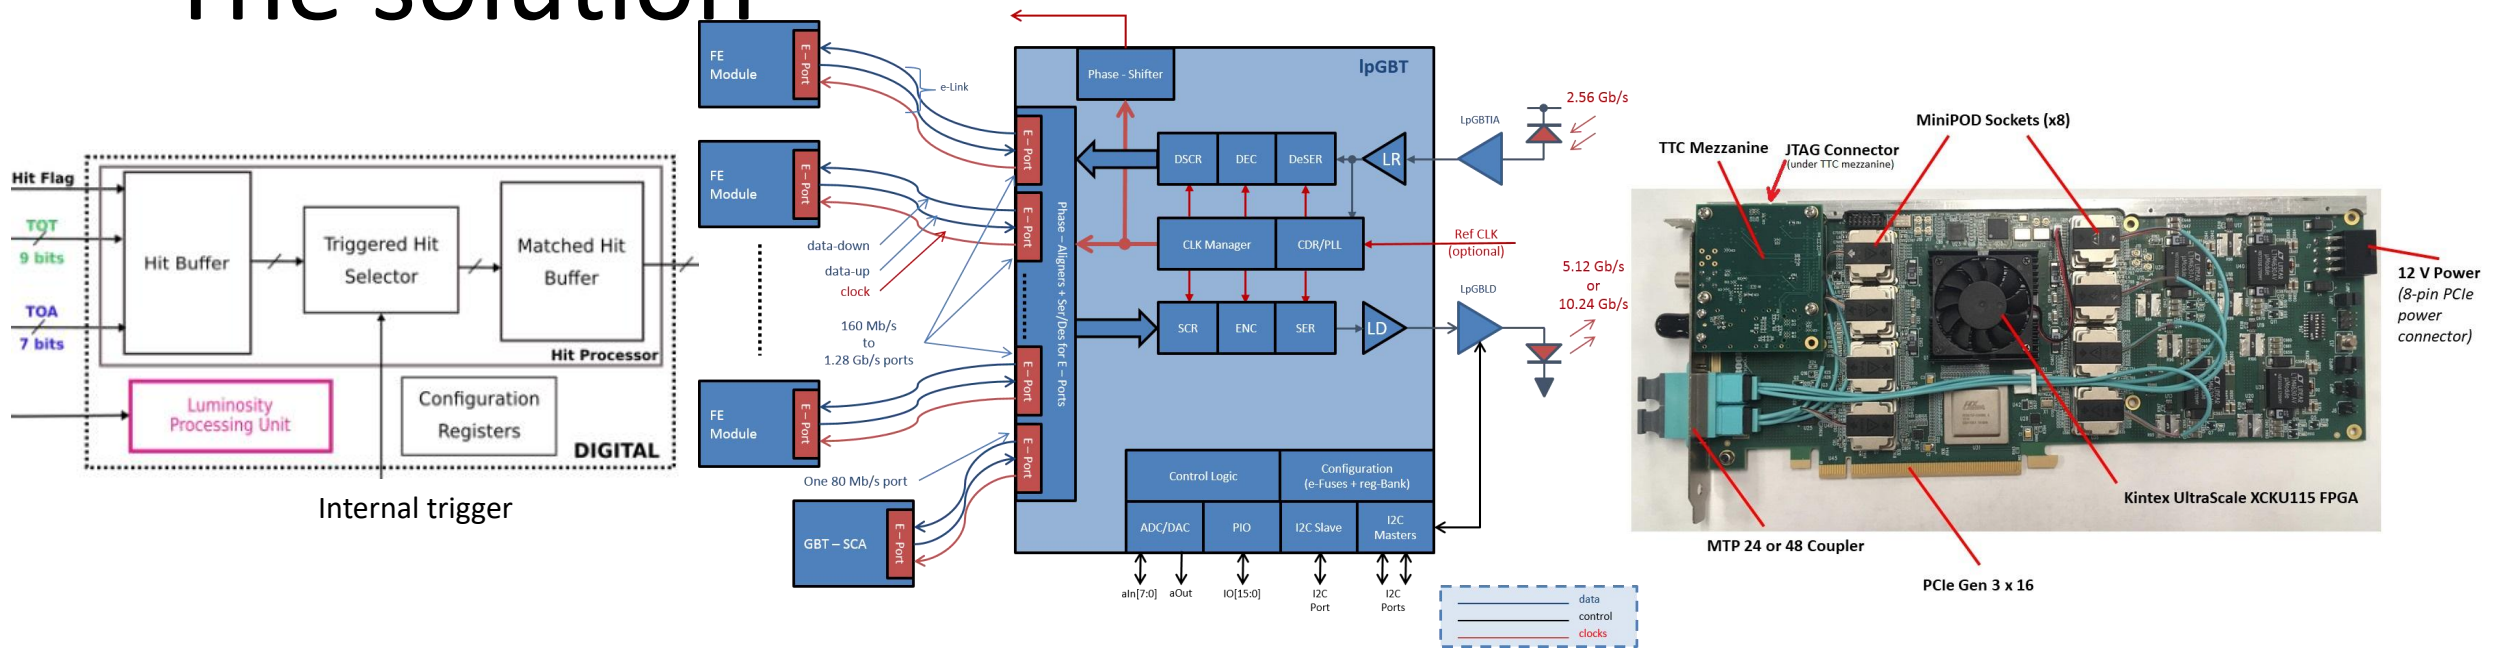 The solution
Hit Flag
TOT
9 bits
TOA
7 bits
Hit Buffer
Triggered Hit
Selector
Matched Hit
Buffer
Hit Processor
Luminosity
Processing Unit
Configuration
Registers
DIGITAL
Internal trigger
FE
Module
E – Port
FE
Module
E – Port
FE
Module
E – Port
GBT – SCA
E – Port
e-Link
data-down
data-up
clock
160 Mb/s
to
1.28 Gb/s ports
One 80 Mb/s port
E – Port
E – Port
E – Port
E – Port
Phase – Aligners + Ser/Des for E – Ports
Phase - Shifter
lpGBT
DSCR
DEC
DeSER
LR
CLK Manager
CDR/PLL
SCR
ENC
SER
LD
Control Logic
Configuration
(e-Fuses + reg-Bank)
ADC/DAC
PIO
I2C Slave
I2C
Masters
aIn[7:0]
aOut
IO[15:0]
I2C
Port
I2C
Ports
LpGBTIA
2.56 Gb/s
Ref CLK
(optional)
5.12 Gb/s
or
10.24 Gb/s
LpGBLD
data
control
clocks
TTC Mezzanine
JTAG Connector
(under TTC mezzanine)
MiniPOD Sockets (x8)
12 V Power
(8-pin PCIe
power
connector)
Kintex UltraScale XCKU115 FPGA
MTP 24 or 48 Coupler
PCIe Gen 3 x 16